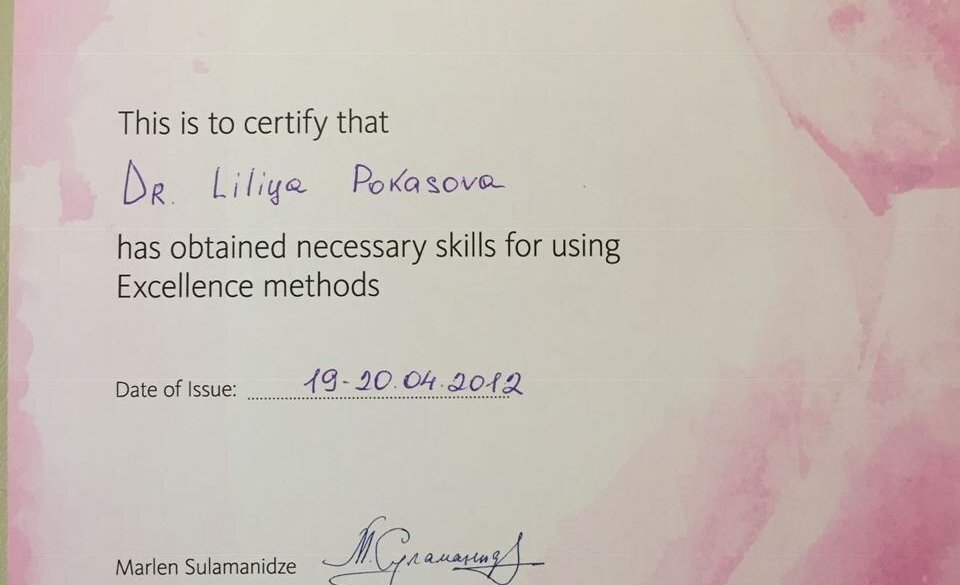 This is to certify that
DR. Liliya Pokasova
has obtained necessary skills for using
Excellence methods
Date of Issue: 19-20.04.2012
Marlen Sulamanidze М.Суламанидз